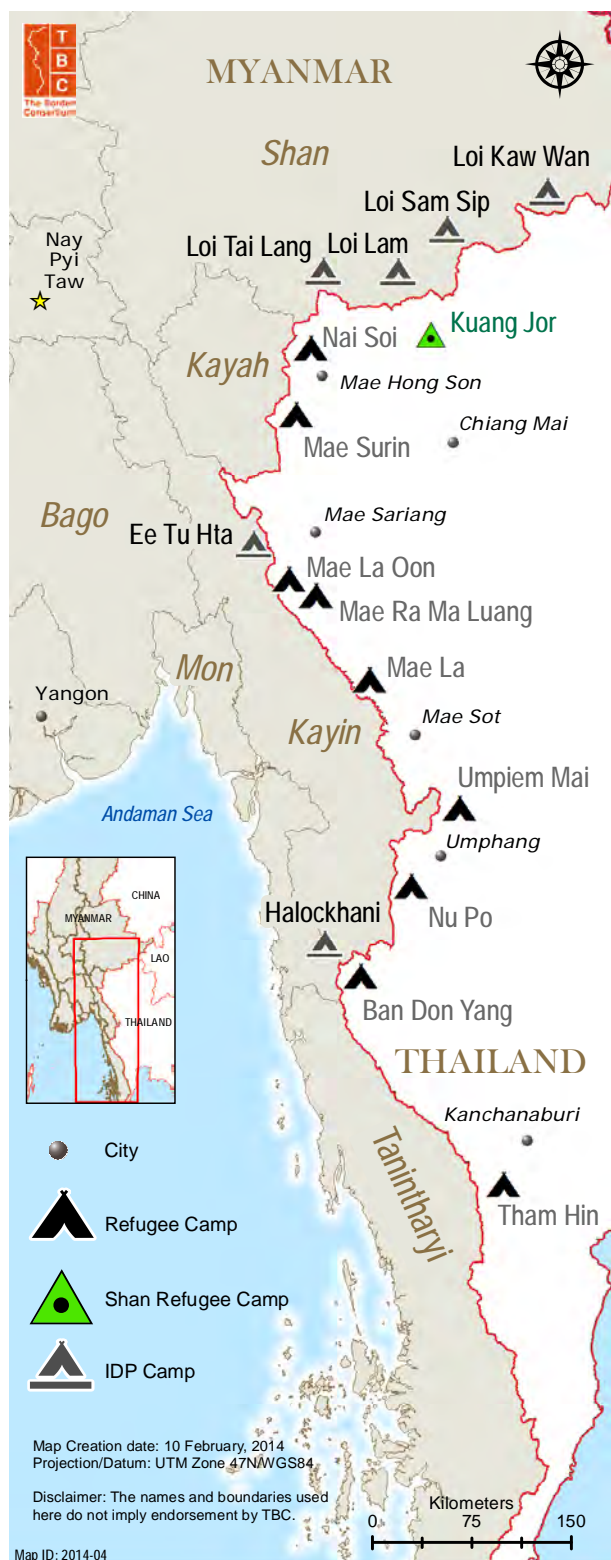 T
B
C
The Border
Consortium
MYANMAR
Shan
Loi Kaw Wan
Loi Sam Sip
Loi Tai Lang
Loi Lam
Nay
Pyi
Taw
Kuang Jor
Nai Soi
Kayah
Mae Hong Son
Chiang Mai
Mae Surin
Bago
Mae Sariang
Ee Tu Hta
Mae La Oon
Mae Ra Ma Luang
Mon
Mae La
Yangon
Kayin
Mae Sot
Umpiem Mai
Andaman Sea
Umphang
CHINA
MYANMAR
LAO
THAILAND
Halockhani
Nu Po
Ban Don Yang
THAILAND
Kanchanaburi
Tanintharyi
Tham Hin
City
Refugee Camp
Shan Refugee Camp
IDP Camp
Map Creation date: 10 February, 2014
Projection/Datum: UTM Zone 47N/WGS84
Disclaimer: The names and boundaries used
here do not imply endorsement by TBC.
Kilometers
0 75 150
Map ID: 2014-04